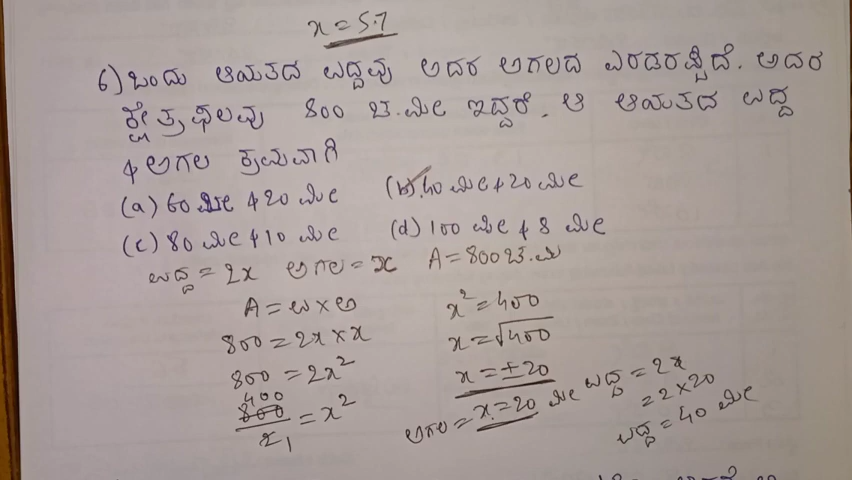 x = 5.7
6) ಒಂದು ಆಯತದ ಉದ್ದವು ಅದರ ಅಗಲದ ಎರಡರಷ್ಟಿದೆ. ಅದರ
ಕ್ಷೇತ್ರಫಲವು 800 ಚ.ಮೀ ಇದ್ದರೆ, ಆ ಆಯತದ ಉದ್ದ
& ಅಗಲ ಕ್ರಮವಾಗಿ
(a) 60 ಮೀ & 20 ಮೀ (b) 40 ಮೀ & 20 ಮೀ
(c) 80 ಮೀ & 10 ಮೀ (d) 100 ಮೀ & 8 ಮೀ
ಉದ್ದ = 2x ಅಗಲ = x A = 800 ಚ.ಮೀ
A = ಉ × ಅ
800 = 2x × x
800 = 2x²
400
800/2 1 = x²
x² = 400
x = √400
x = ±20
ಅಗಲ = x = 20 ಮೀ
ಉದ್ದ = 2x
= 2 × 20
ಉದ್ದ = 40 ಮೀ